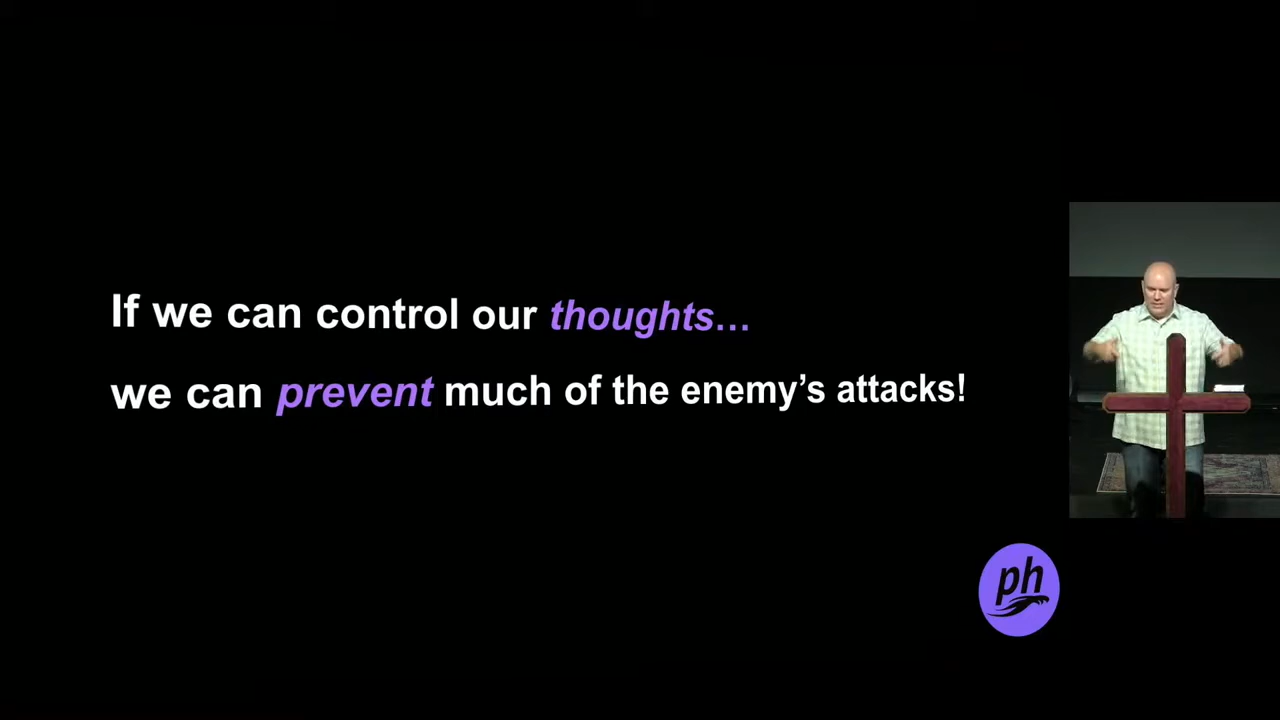 If we can control our thoughts…
we can prevent much of the enemy’s attacks!
ph